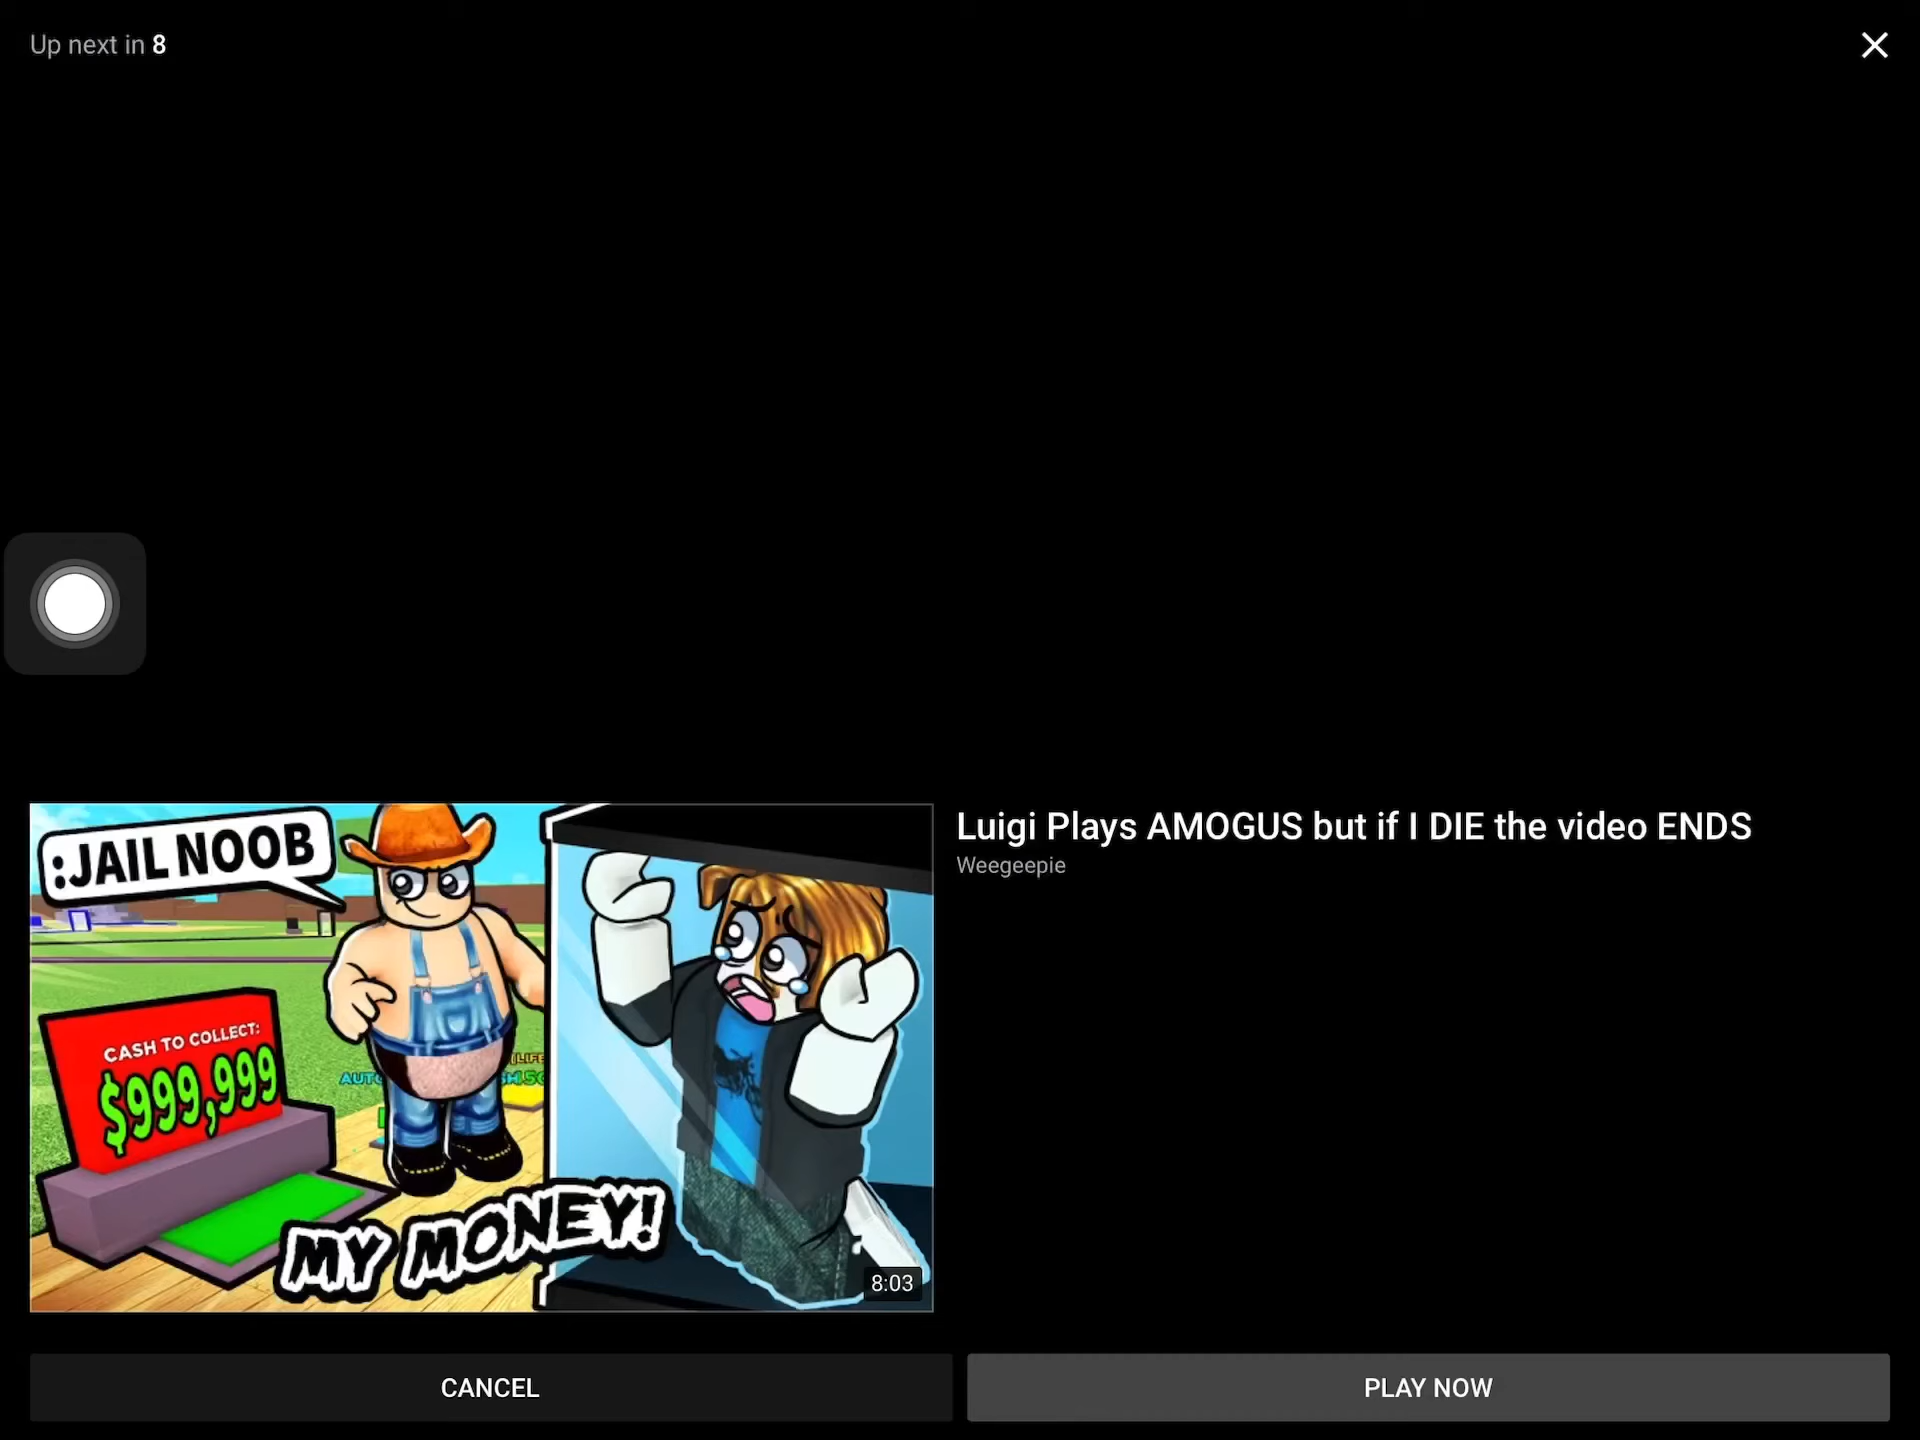 Up next in 8
:JAIL NOOB
CASH TO COLLECT:
$999,999
MY MONEY!
8:03
Luigi Plays AMOGUS but if I DIE the video ENDS
Weegeepie
CANCEL
PLAY NOW